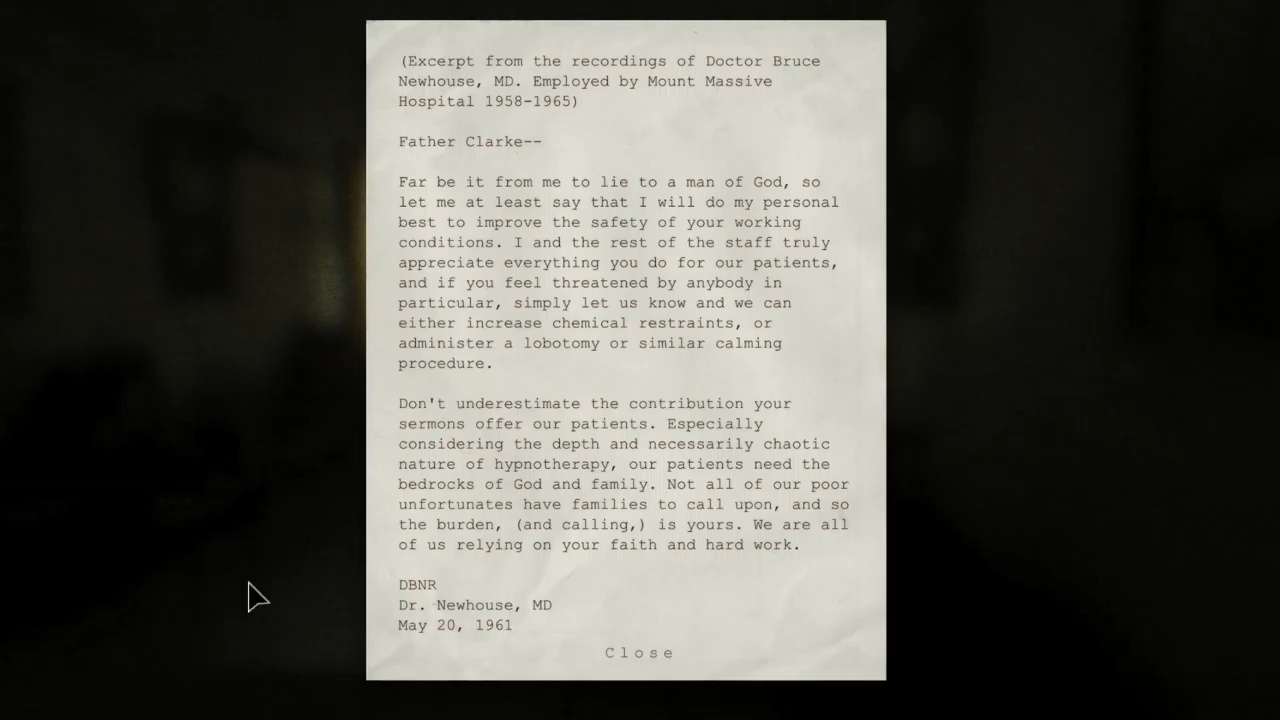 (Excerpt from the recordings of Doctor Bruce
Newhouse, MD. Employed by Mount Massive
Hospital 1958-1965)
Father Clarke--
Far be it from me to lie to a man of God, so
let me at least say that I will do my personal
best to improve the safety of your working
conditions. I and the rest of the staff truly
appreciate everything you do for our patients,
and if you feel threatened by anybody in
particular, simply let us know and we can
either increase chemical restraints, or
administer a lobotomy or similar calming
procedure.
Don't underestimate the contribution your
sermons offer our patients. Especially
considering the depth and necessarily chaotic
nature of hypnotherapy, our patients need the
bedrocks of God and family. Not all of our poor
unfortunates have families to call upon, and so
the burden, (and calling,) is yours. We are all
of us relying on your faith and hard work.
DBNR
Dr. Newhouse, MD
May 20, 1961
Close